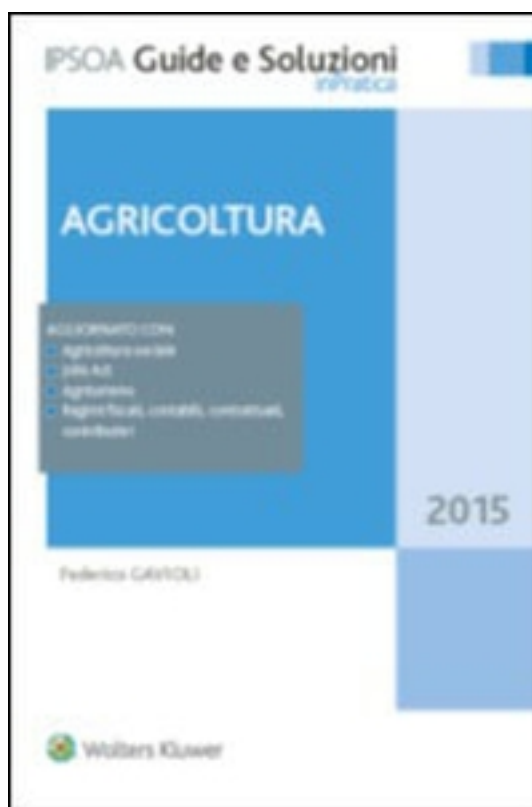 IPSOA Guide e Soluzioni
inPratica
AGRICOLTURA
AGGIORNATO CON:
Agricoltura sociale
Jobs Act
Agriturismo
Regimi fiscali, contabili, contrattuali,
contributivi
2015
Federico GAVIOLI
Wolters Kluwer